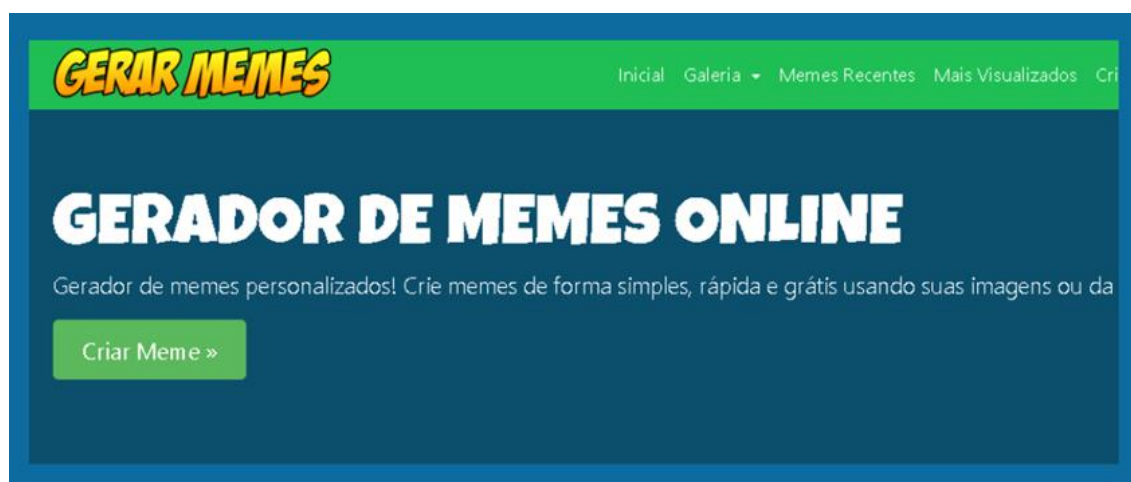 GERAR MEMES
Inicial Galeria Memes Recentes Mais Visualizados Cri
GERADOR DE MEMES ONLINE
Gerador de memes personalizados! Crie memes de forma simples, rápida e grátis usando suas imagens ou da
Criar Meme »